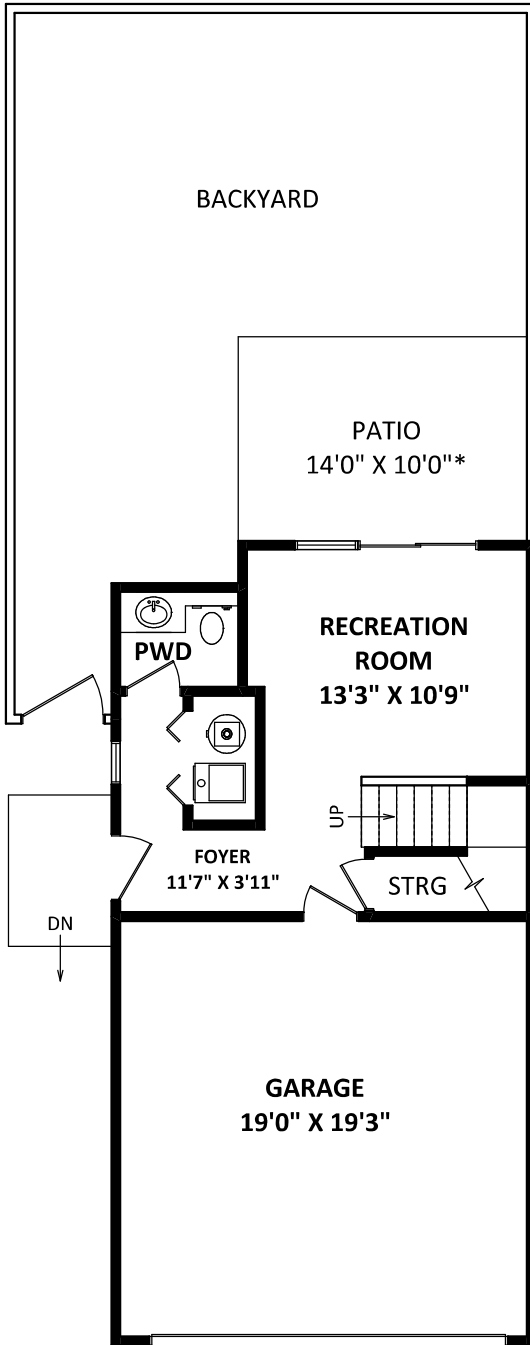 BACKYARD
PATIO
14'0" X 10'0"*
RECREATION
ROOM
13'3" X 10'9"
PWD
UP
FOYER
11'7" X 3'11"
STRG
DN
GARAGE
19'0" X 19'3"